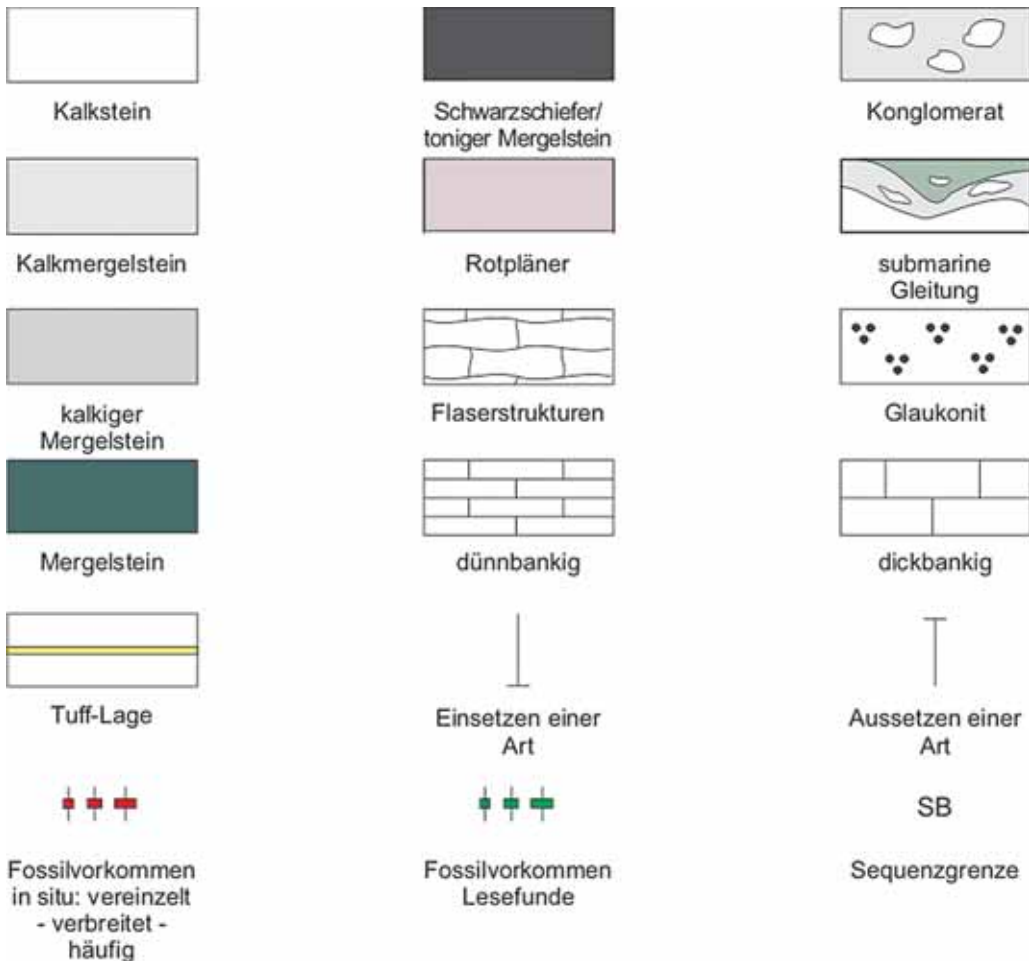 Kalkstein
Schwarzschiefer/
toniger Mergelstein
Konglomerat
Kalkmergelstein
Rotpläner
submarine
Gleitung
kalkiger
Mergelstein
Flaserstrukturen
Glaukonit
Mergelstein
dünnbankig
dickbankig
Tuff-Lage
Einsetzen einer
Art
Aussetzen einer
Art
SB
Fossilvorkommen
in situ: vereinzelt
- verbreitet -
häufig
Fossilvorkommen
Lesefunde
Sequenzgrenze